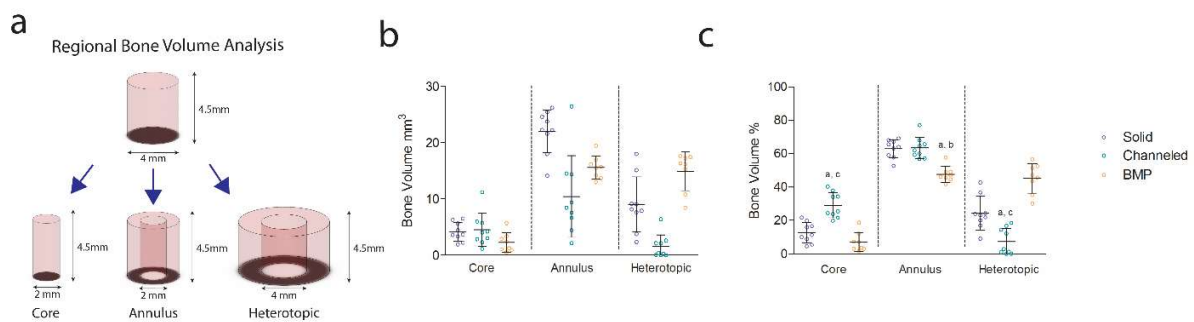 a
Regional Bone Volume Analysis
4.5mm
4 mm
4.5mm
4.5mm
4.5mm
2 mm
2 mm
4 mm
Core
Annulus
Heterotopic
b
Bone Volume mm³
30
20
10
0
Core
Annulus
Heterotopic
c
Bone Volume %
100
80
60
40
20
0
a, c
a. b
a, c
Core
Annulus
Heterotopic
Solid
Channeled
BMP